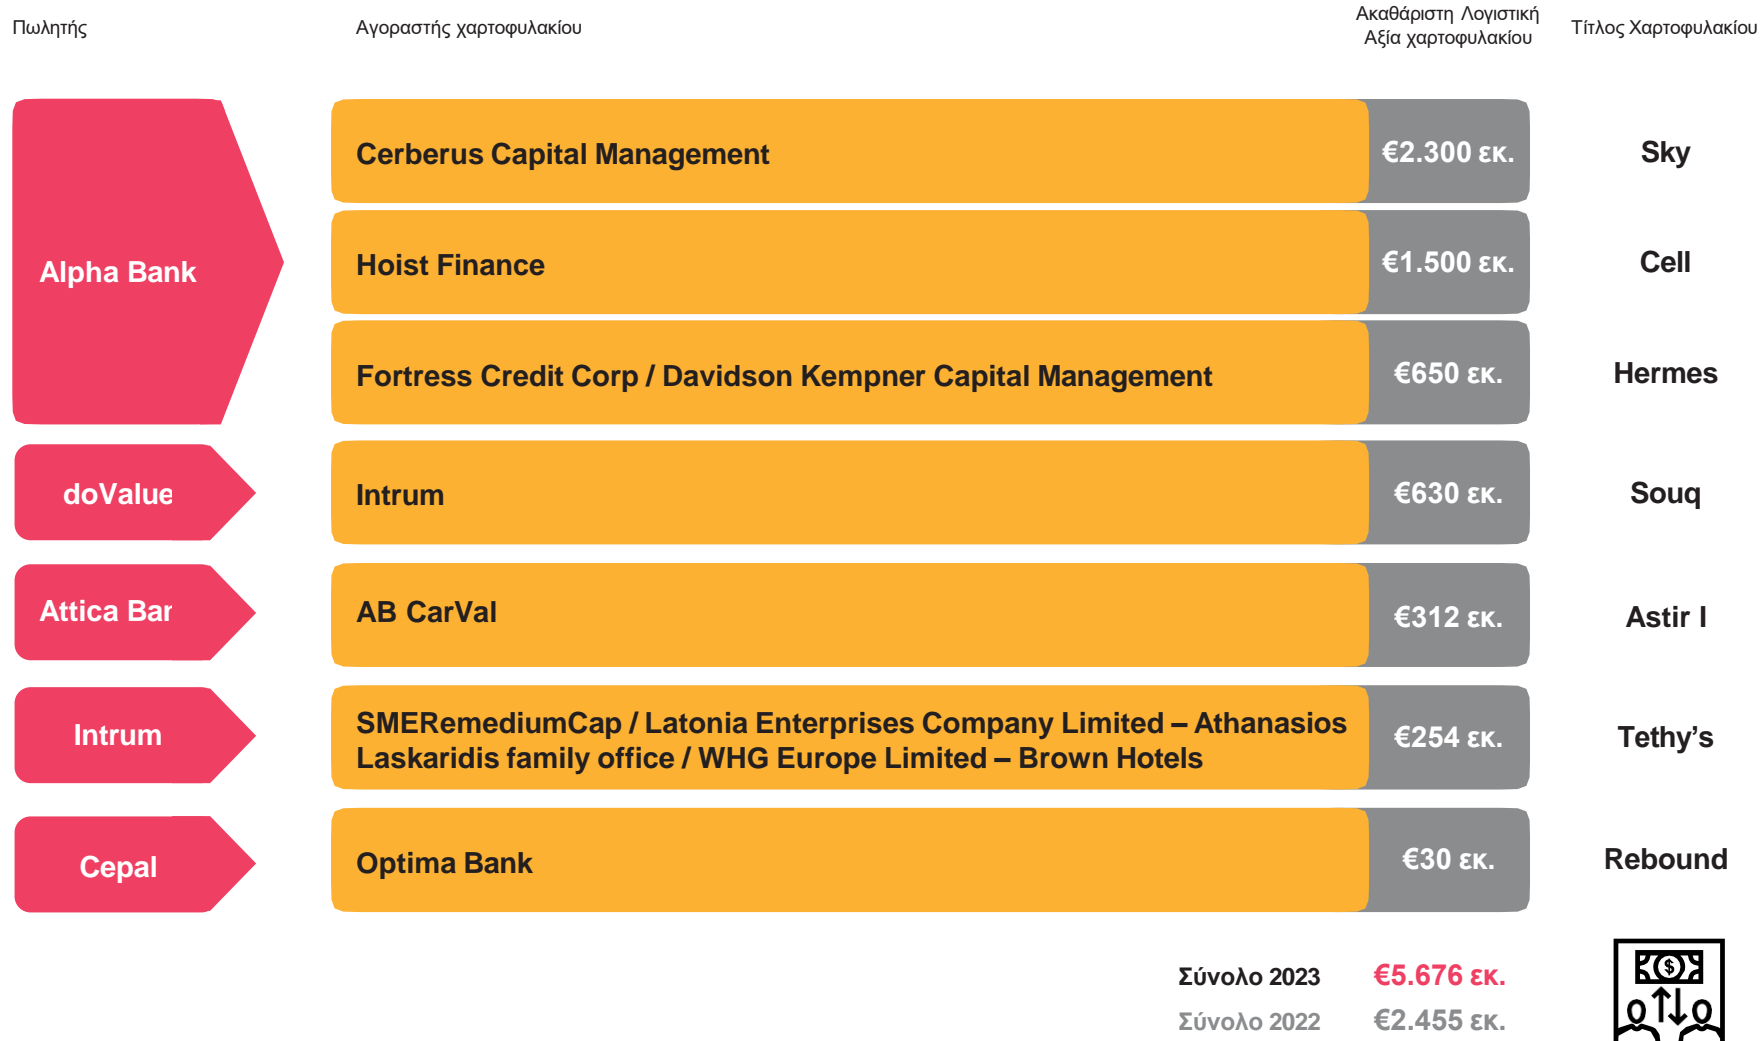 Πωλητής
Αγοραστής χαρτοφυλακίου
Ακαθάριστη Λογιστική
Αξία χαρτοφυλακίου
Τίτλος Χαρτοφυλακίου
Alpha Bank
Cerberus Capital Management
€2.300 εκ.
Sky
Hoist Finance
€1.500 εκ.
Cell
Fortress Credit Corp / Davidson Kempner Capital Management
€650 εκ.
Hermes
doValue
Intrum
€630 εκ.
Souq
Attica Bar
AB CarVal
€312 εκ.
Astir I
Intrum
SMERemediumCap / Latonia Enterprises Company Limited – Athanasios
Laskaridis family office / WHG Europe Limited – Brown Hotels
€254 εκ.
Tethy’s
Cepal
Optima Bank
€30 εκ.
Rebound
Σύνολο 2023 €5.676 εκ.
Σύνολο 2022 €2.455 εκ.